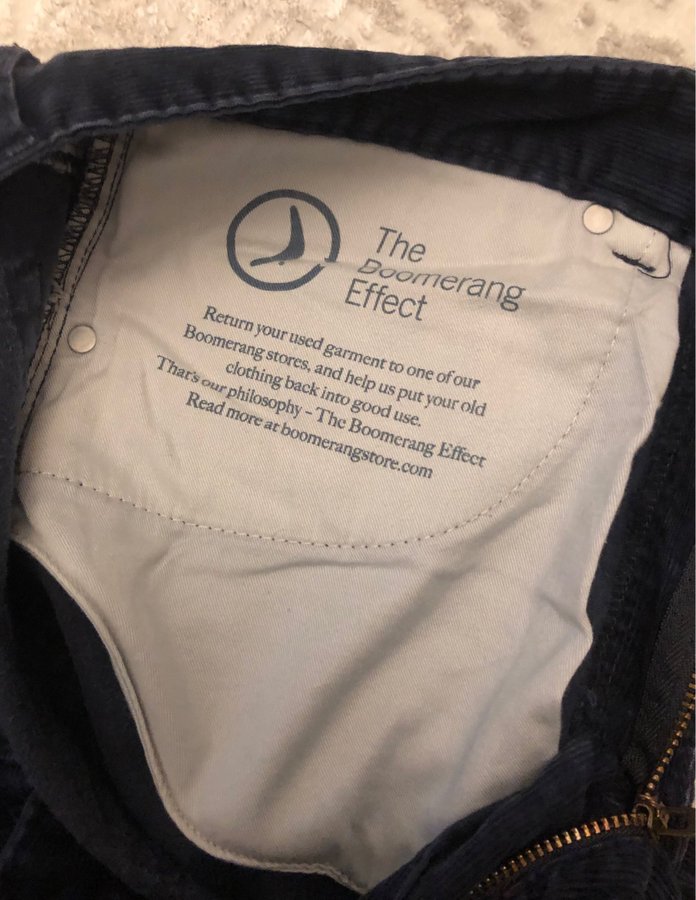 The
Boomerang
Effect
Return your used garment to one of our
Boomerang stores, and help us put your old
clothing back into good use.
That's our philosophy - The Boomerang Effect
Read more at boomerangstore.com